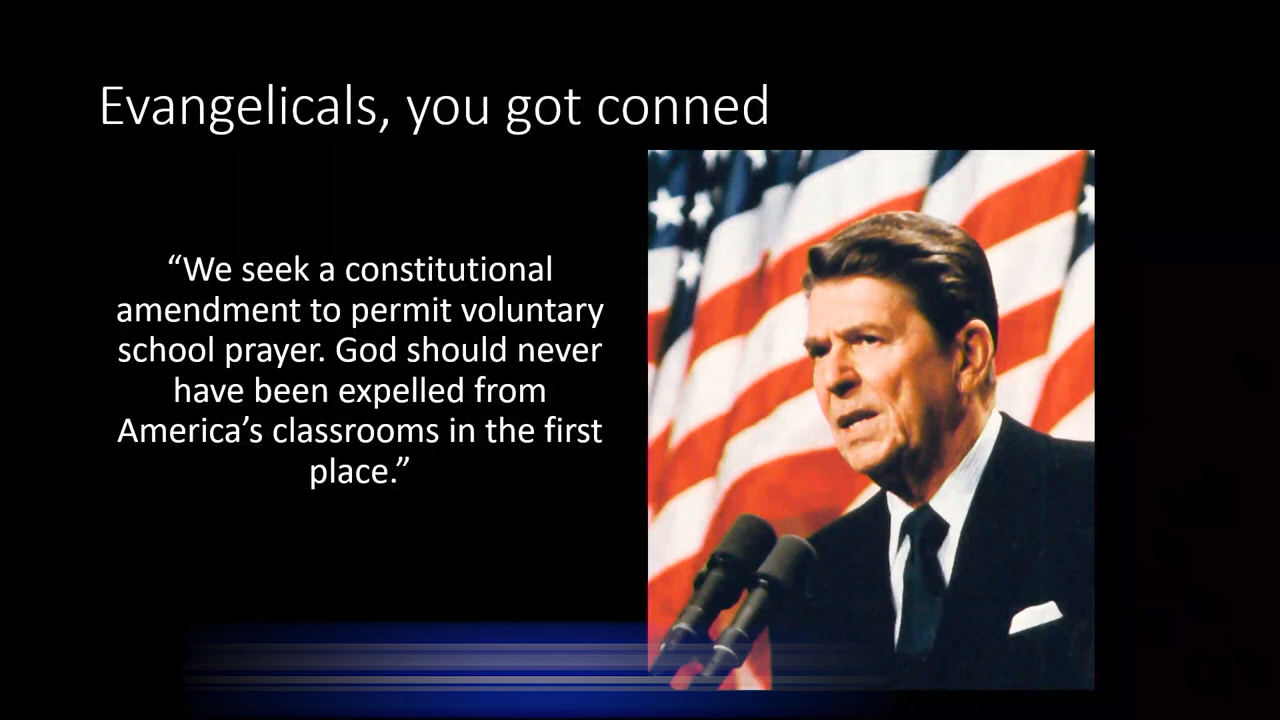 Evangelicals, you got conned
“We seek a constitutional
amendment to permit voluntary
school prayer. God should never
have been expelled from
America’s classrooms in the first
place.”